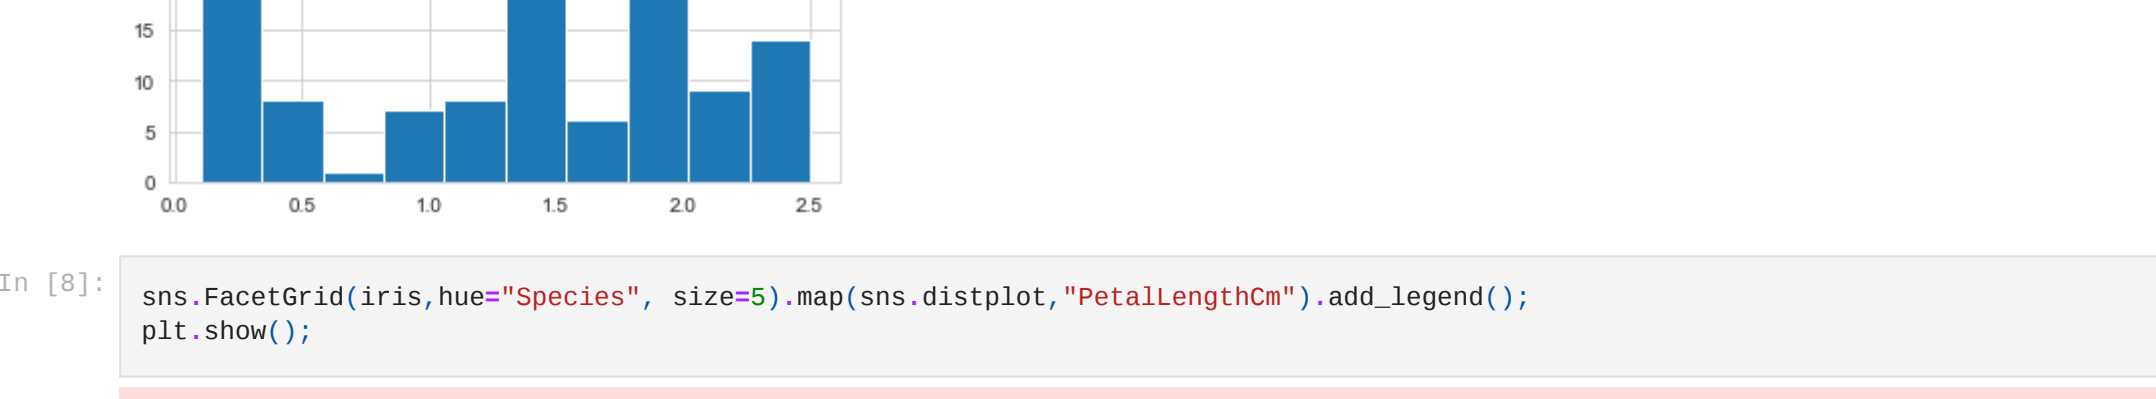 15
10
5
0
0.0 0.5 1.0 1.5 2.0 2.5
In [8]:
sns.FacetGrid(iris,hue="Species", size=5).map(sns.distplot,"PetalLengthCm").add_legend();
plt.show();